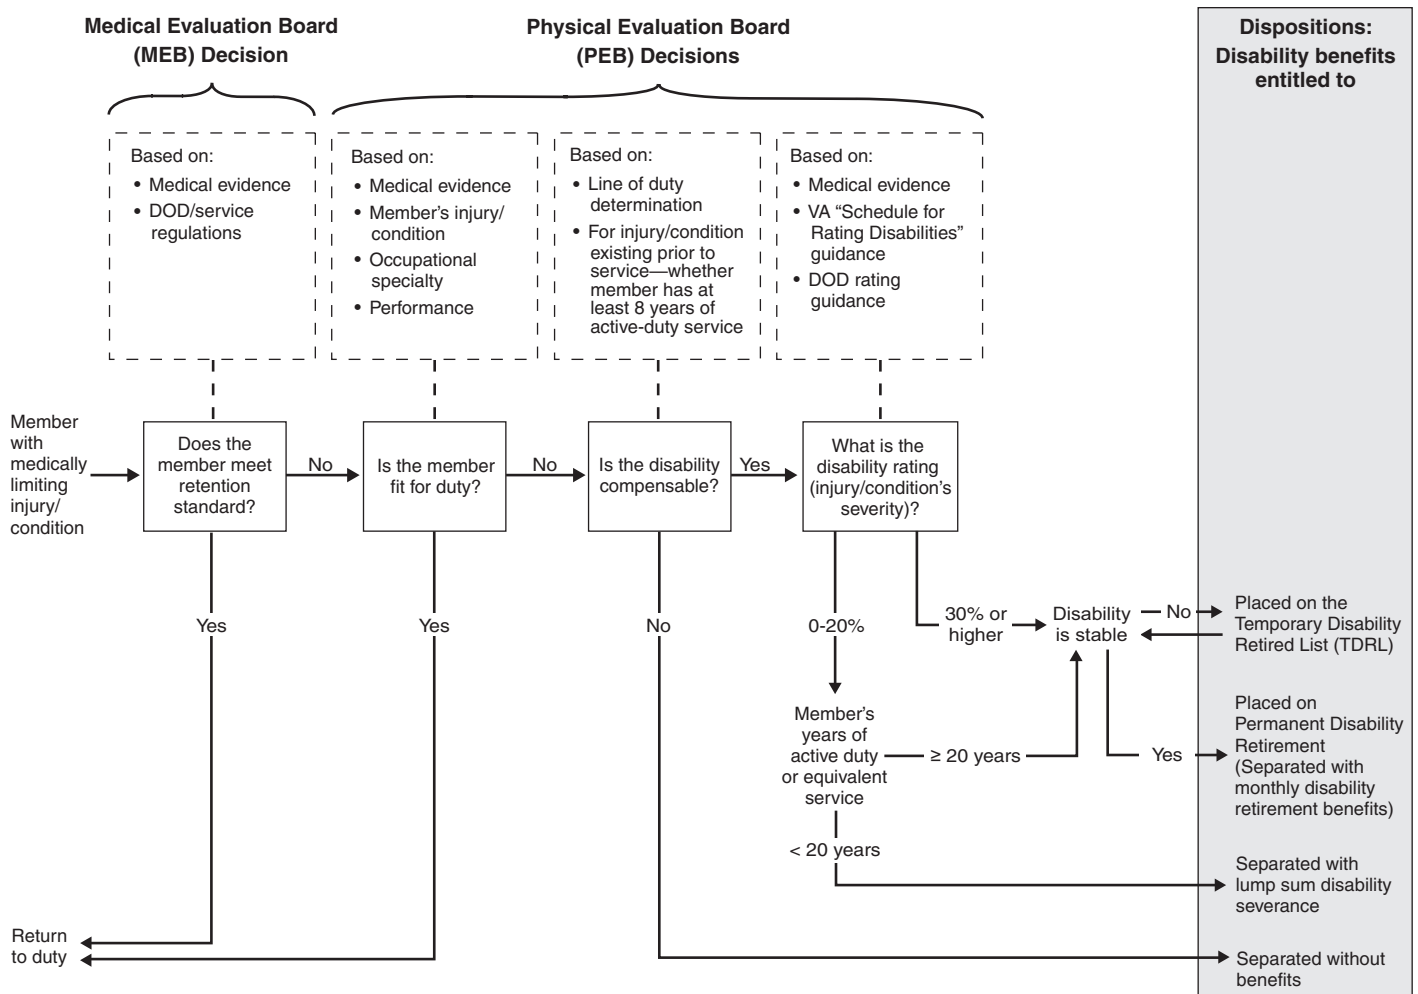 Medical Evaluation Board
(MEB) Decision
Physical Evaluation Board
(PEB) Decisions
Dispositions:
Disability benefits
entitled to
Based on:
• Medical evidence
• DOD/service
regulations
Based on:
• Medical evidence
• Member's injury/
condition
• Occupational
specialty
• Performance
Based on:
• Line of duty
determination
• For injury/condition
existing prior to
service—whether
member has at
least 8 years of
active-duty service
Based on:
• Medical evidence
• VA “Schedule for
Rating Disabilities”
guidance
• DOD rating
guidance
Member
with
medically
limiting
injury/
condition
Does the
member meet
retention
standard?
No
Is the member
fit for duty?
No
Is the disability
compensable?
Yes
What is the
disability rating
(injury/condition's
severity)?
Yes
Yes
No
0-20%
30% or
higher
Disability
is stable
No
Placed on the
Temporary Disability
Retired List (TDRL)
Member's
years of
active duty
or equivalent
service
≥ 20 years
Yes
Placed on
Permanent Disability
Retirement
(Separated with
monthly disability
retirement benefits)
< 20 years
Separated with
lump sum disability
severance
Return
to duty
Separated without
benefits